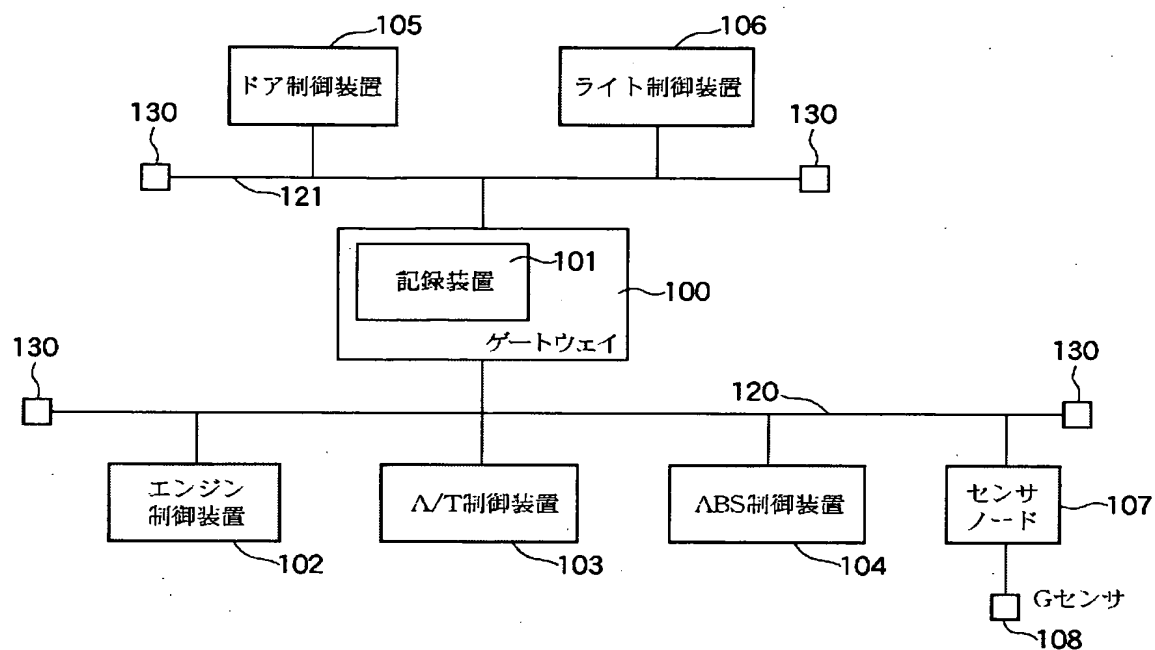 105
106
ドア制御装置
ライト制御装置
130
130
121
記録装置
101
100
ゲートウェイ
130
120
130
エンジン
制御装置
A/T制御装置
ABS制御装置
センサ
ノード
107
102
103
104
Gセンサ
108